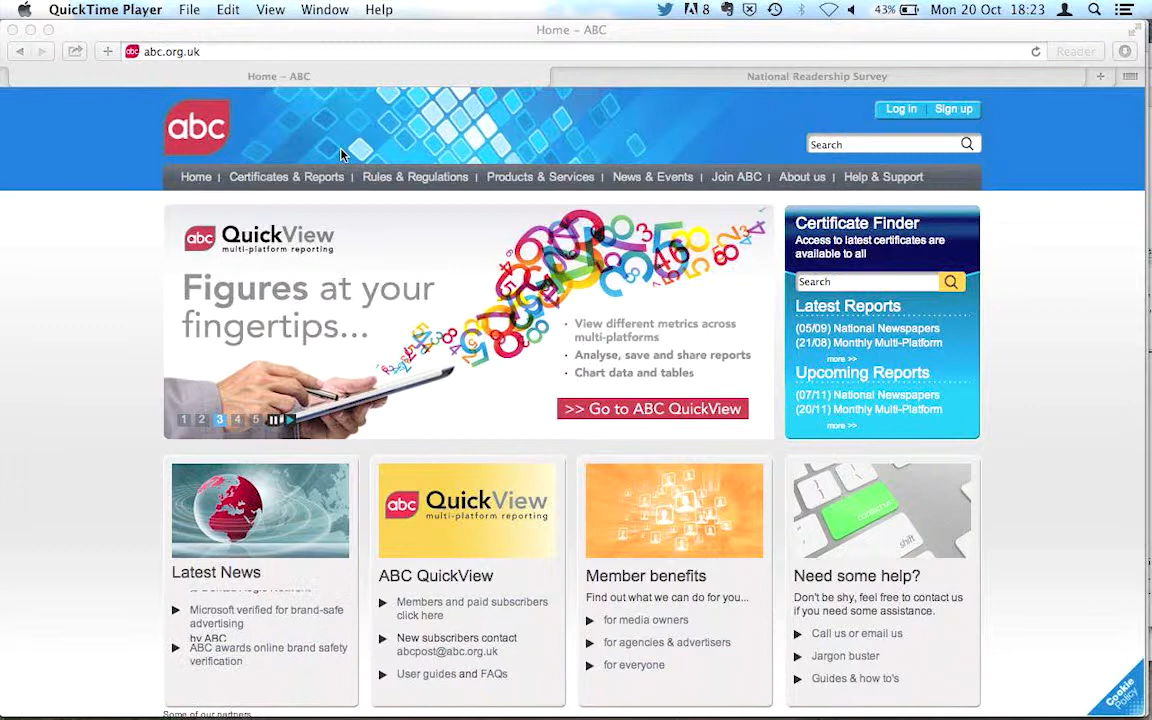 QuickTime Player File Edit View Window Help 8 43% Mon 20 Oct 18:23
Home – ABC
abc abc.org.uk Reader
Home – ABC National Readership Survey
abc
Log in Sign up
Search
Home Certificates & Reports Rules & Regulations Products & Services News & Events Join ABC About us Help & Support
abc QuickView
multi-platform reporting
Figures at your
fingertips...
· View different metrics across
multi-platforms
· Analyse, save and share reports
· Chart data and tables
>> Go to ABC QuickView
1 2 3 4 5
Certificate Finder
Access to latest certificates are
available to all
Search
Latest Reports
(05/09) National Newspapers
(21/08) Monthly Multi-Platform
more >>
Upcoming Reports
(07/11) National Newspapers
(20/11) Monthly Multi-Platform
more >>
Latest News
Microsoft verified for brand-safe
advertising
by ABC
ABC awards online brand safety
verification
abc QuickView
multi-platform reporting
ABC QuickView
Members and paid subscribers
click here
New subscribers contact
abcpost@abc.org.uk
User guides and FAQs
Member benefits
Find out what we can do for you...
for media owners
for agencies & advertisers
for everyone
contact us
shift
Need some help?
Don't be shy, feel free to contact us
if you need some assistance.
Call us or email us
Jargon buster
Guides & how to's
Cookie
Policy
Some of our partners